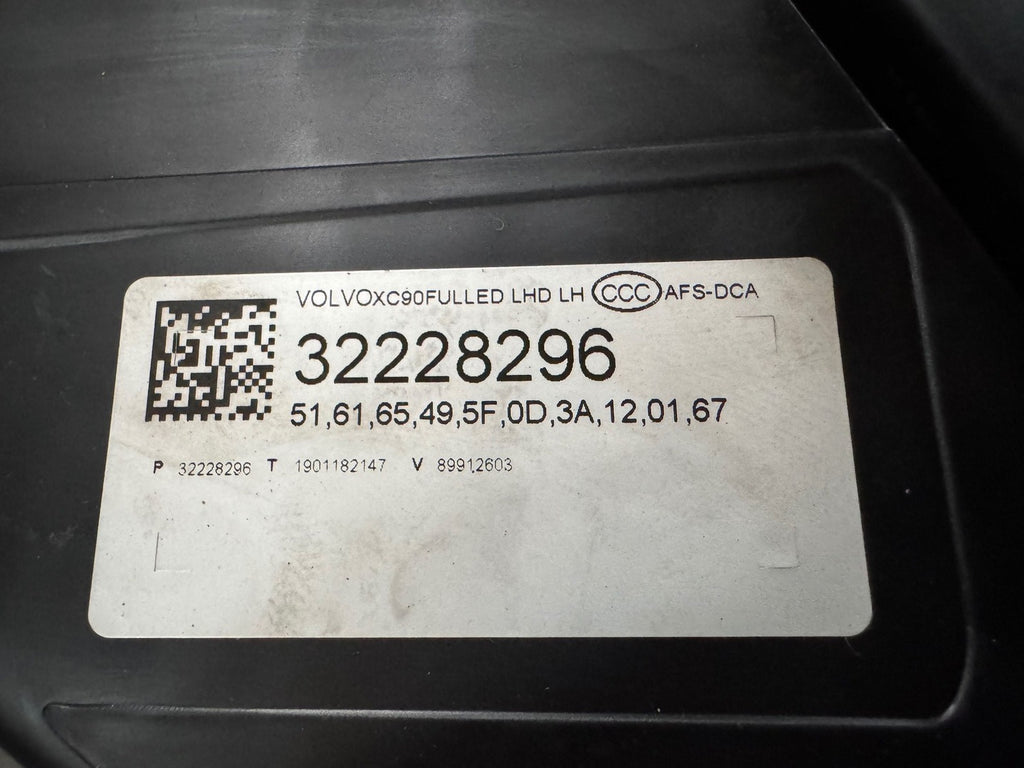 VOLVOXC90FULLED LHD LH CCC AFS-DCA
32228296
51,61,65,49,5F,0D,3A,12,01,67
P 32228296 T 1901182147 V 89912603